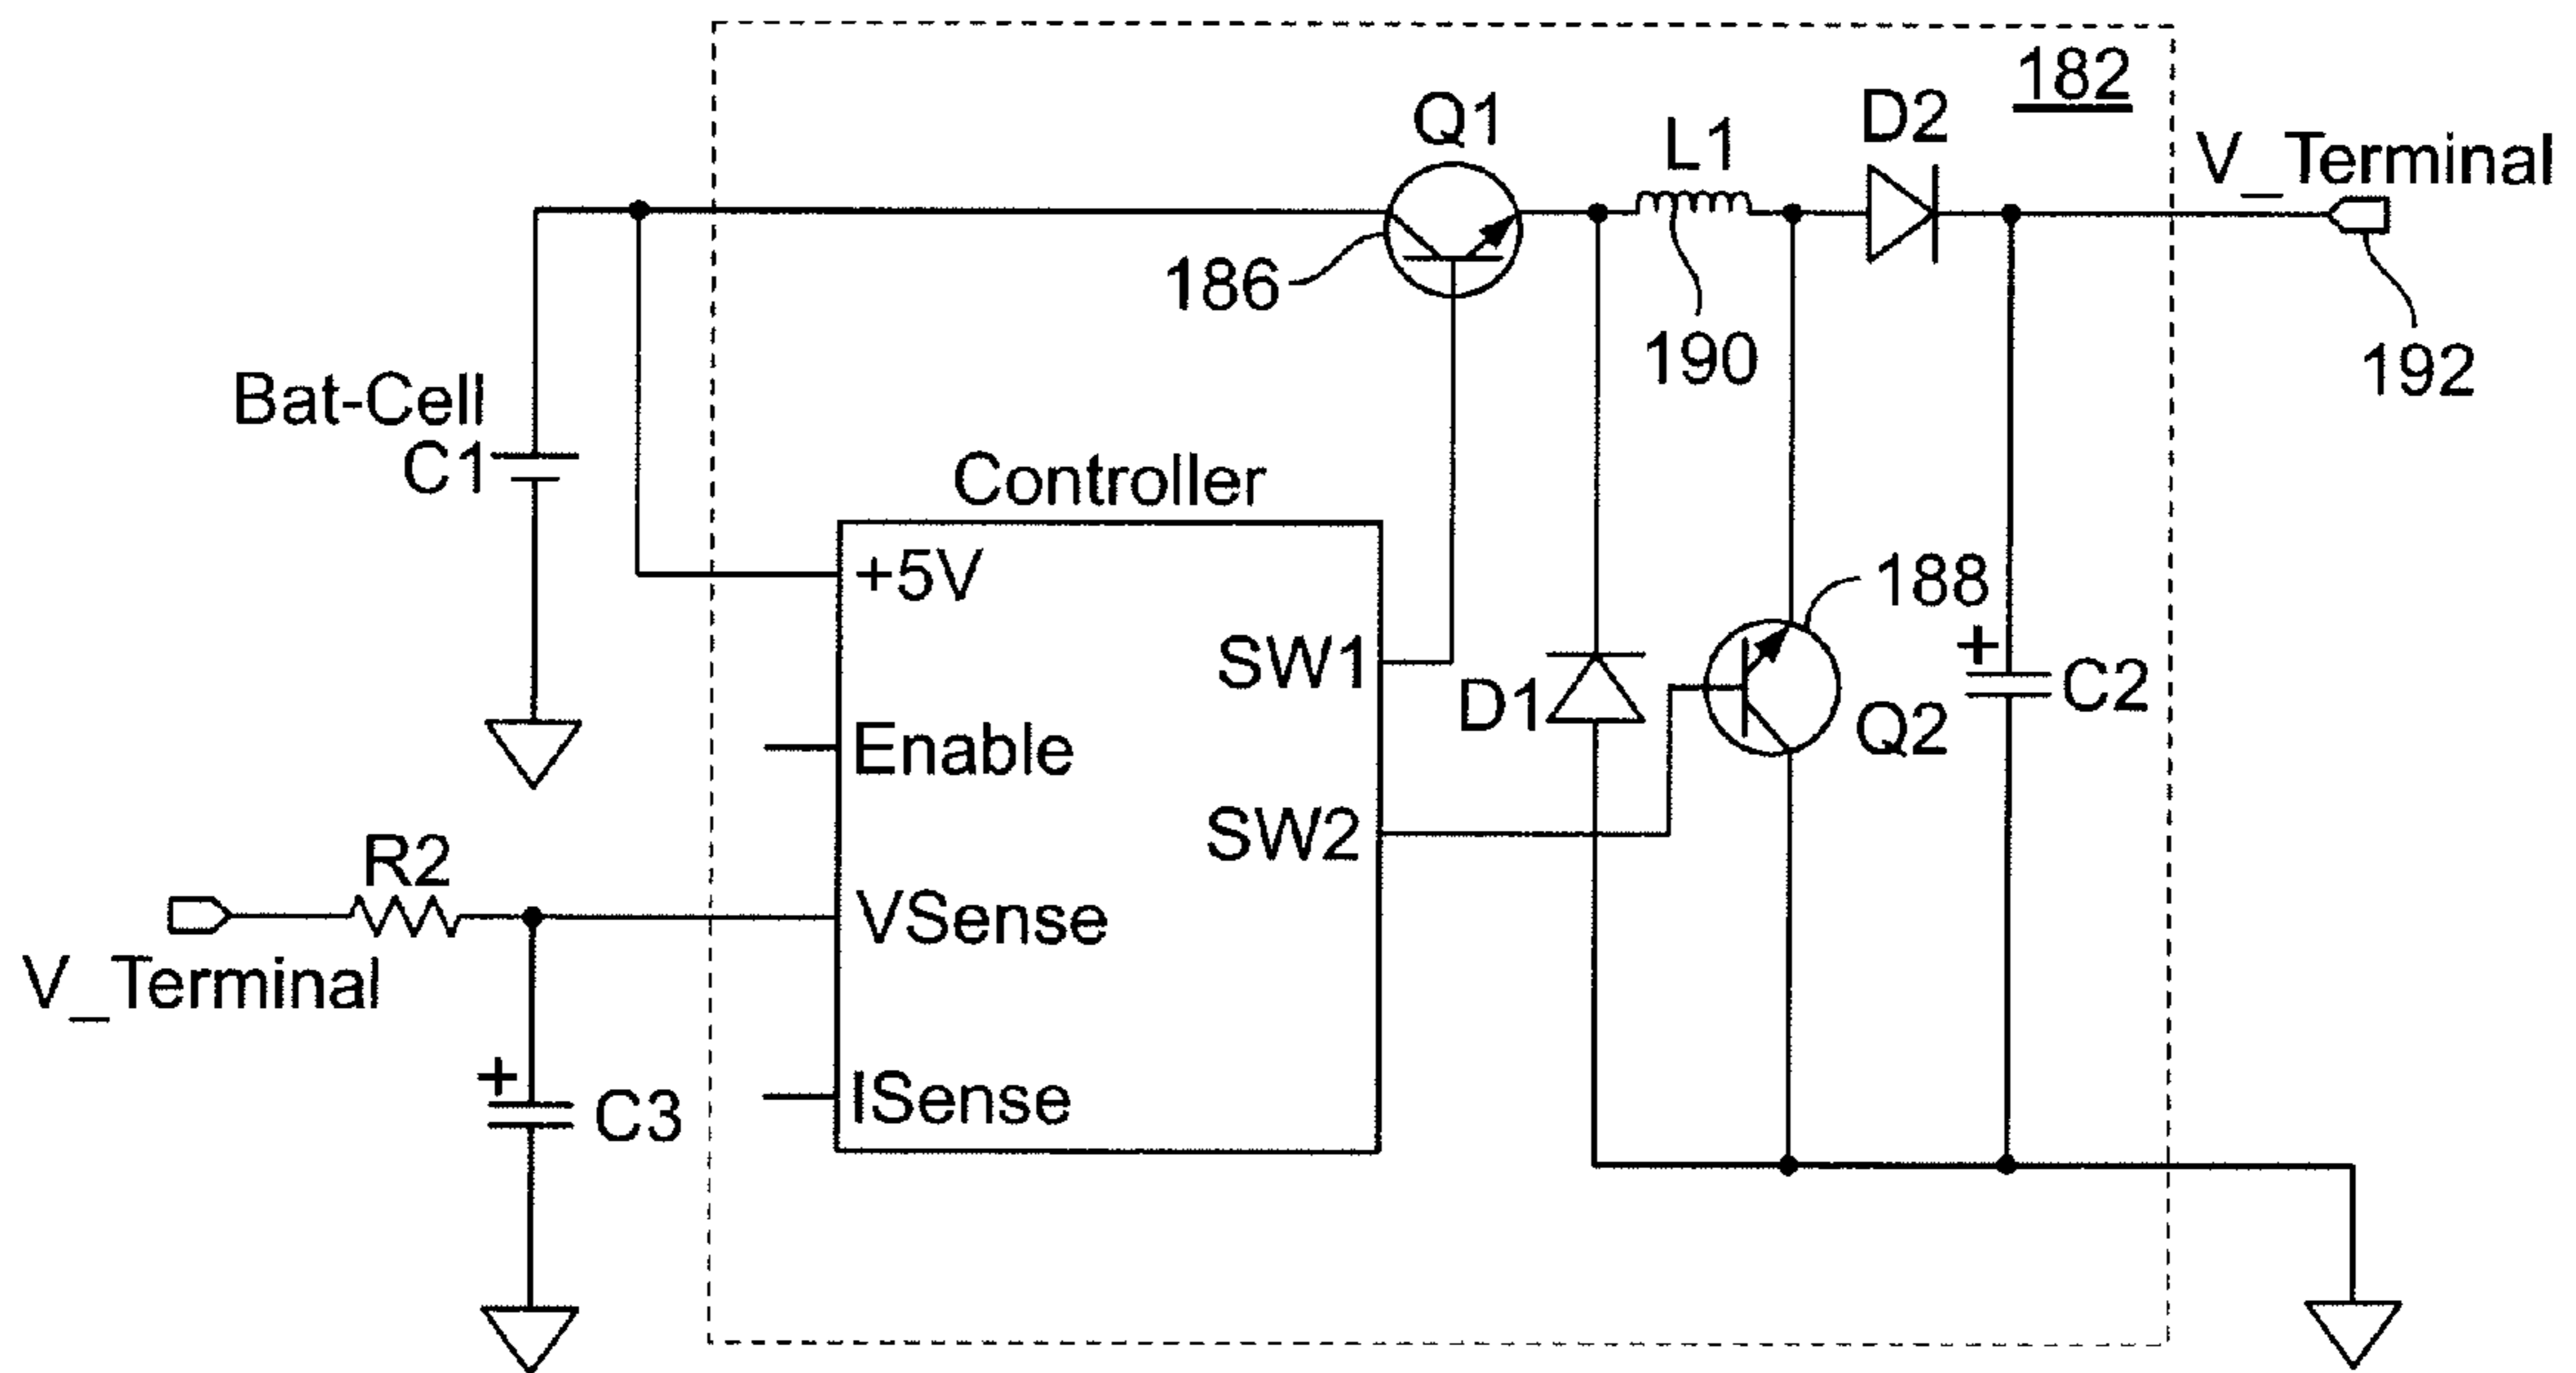 182
Q1
L1
D2
V_Terminal
186
190
192
Bat-Cell
C1
Controller
+5V
188
SW1
+
D1
C2
Q2
Enable
SW2
R2
VSense
V_Terminal
+
C3
ISense